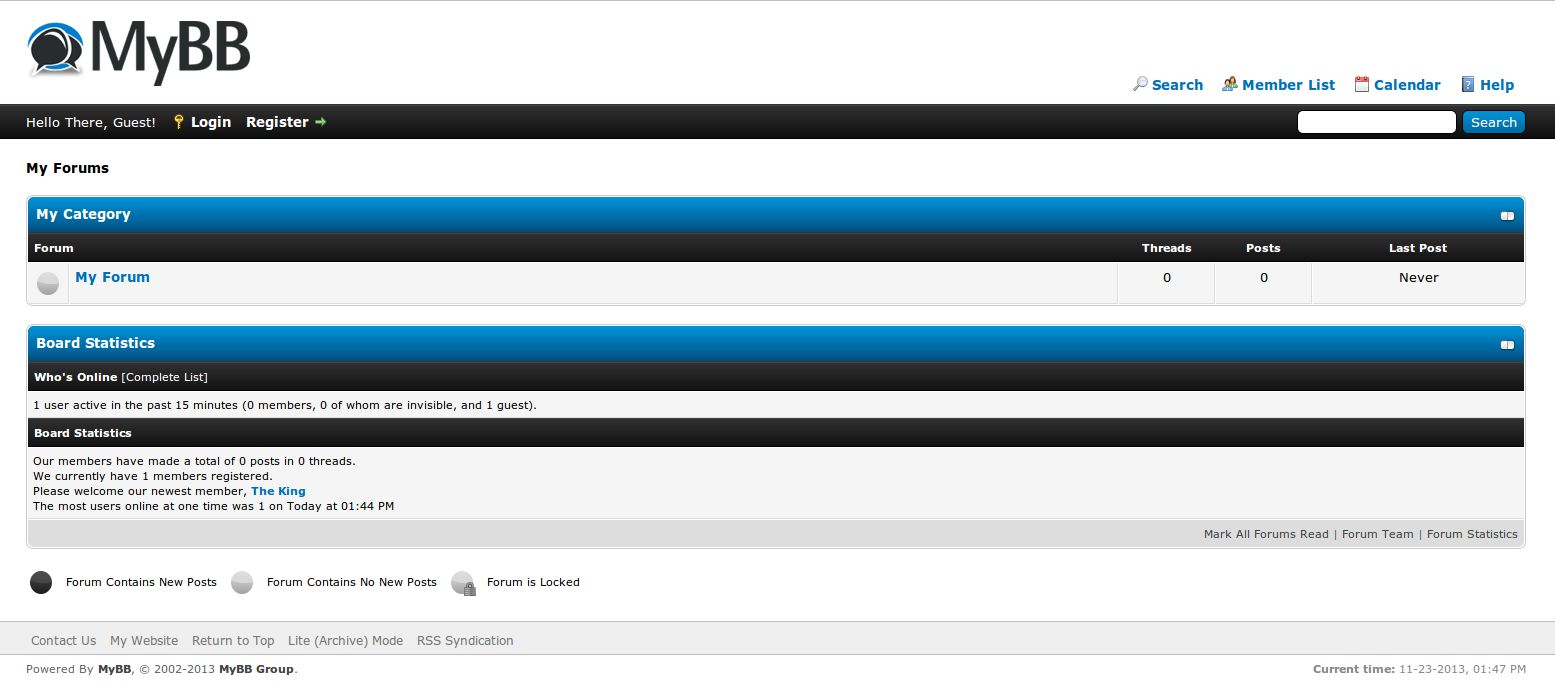 MyBB
Search Member List Calendar Help
Hello There, Guest! Login Register Search
My Forums
My Category
Forum Threads Posts Last Post
My Forum 0 0 Never
Board Statistics
Who's Online [Complete List]
1 user active in the past 15 minutes (0 members, 0 of whom are invisible, and 1 guest).
Board Statistics
Our members have made a total of 0 posts in 0 threads.
We currently have 1 members registered.
Please welcome our newest member, The King
The most users online at one time was 1 on Today at 01:44 PM
Mark All Forums Read | Forum Team | Forum Statistics
Forum Contains New Posts Forum Contains No New Posts Forum is Locked
Contact Us My Website Return to Top Lite (Archive) Mode RSS Syndication
Powered By MyBB, © 2002-2013 MyBB Group. Current time: 11-23-2013, 01:47 PM